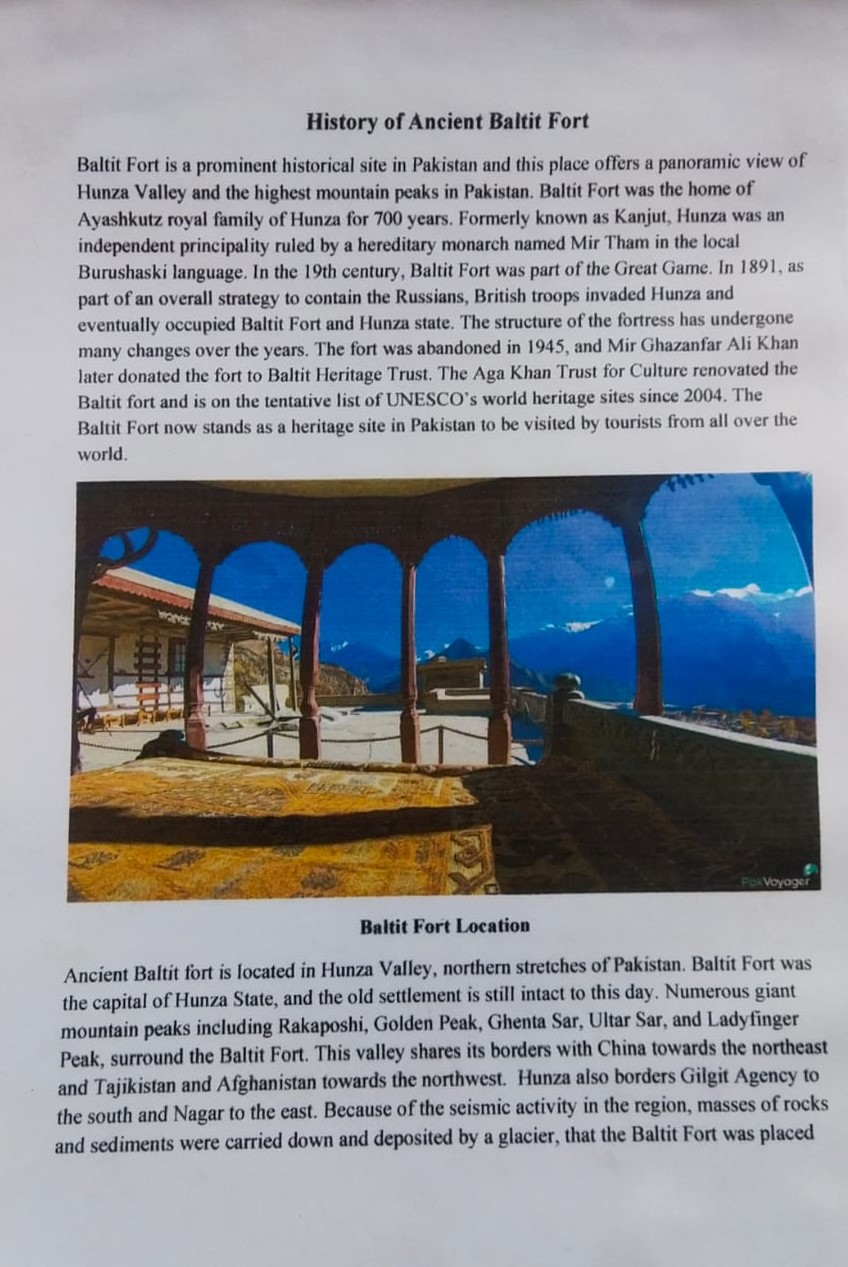 History of Ancient Baltit Fort
Baltit Fort is a prominent historical site in Pakistan and this place offers a panoramic view of
Hunza Valley and the highest mountain peaks in Pakistan. Baltit Fort was the home of
Ayashkutz royal family of Hunza for 700 years. Formerly known as Kanjut, Hunza was an
independent principality ruled by a hereditary monarch named Mir Tham in the local
Burushaski language. In the 19th century, Baltit Fort was part of the Great Game. In 1891, as
part of an overall strategy to contain the Russians, British troops invaded Hunza and
eventually occupied Baltit Fort and Hunza state. The structure of the fortress has undergone
many changes over the years. The fort was abandoned in 1945, and Mir Ghazanfar Ali Khan
later donated the fort to Baltit Heritage Trust. The Aga Khan Trust for Culture renovated the
Baltit fort and is on the tentative list of UNESCO's world heritage sites since 2004. The
Baltit Fort now stands as a heritage site in Pakistan to be visited by tourists from all over the
world.
PakVoyager
Baltit Fort Location
Ancient Baltit fort is located in Hunza Valley, northern stretches of Pakistan. Baltit Fort was
the capital of Hunza State, and the old settlement is still intact to this day. Numerous giant
mountain peaks including Rakaposhi, Golden Peak, Ghenta Sar, Ultar Sar, and Ladyfinger
Peak, surround the Baltit Fort. This valley shares its borders with China towards the northeast
and Tajikistan and Afghanistan towards the northwest. Hunza also borders Gilgit Agency to
the south and Nagar to the east. Because of the seismic activity in the region, masses of rocks
and sediments were carried down and deposited by a glacier, that the Baltit Fort was placed